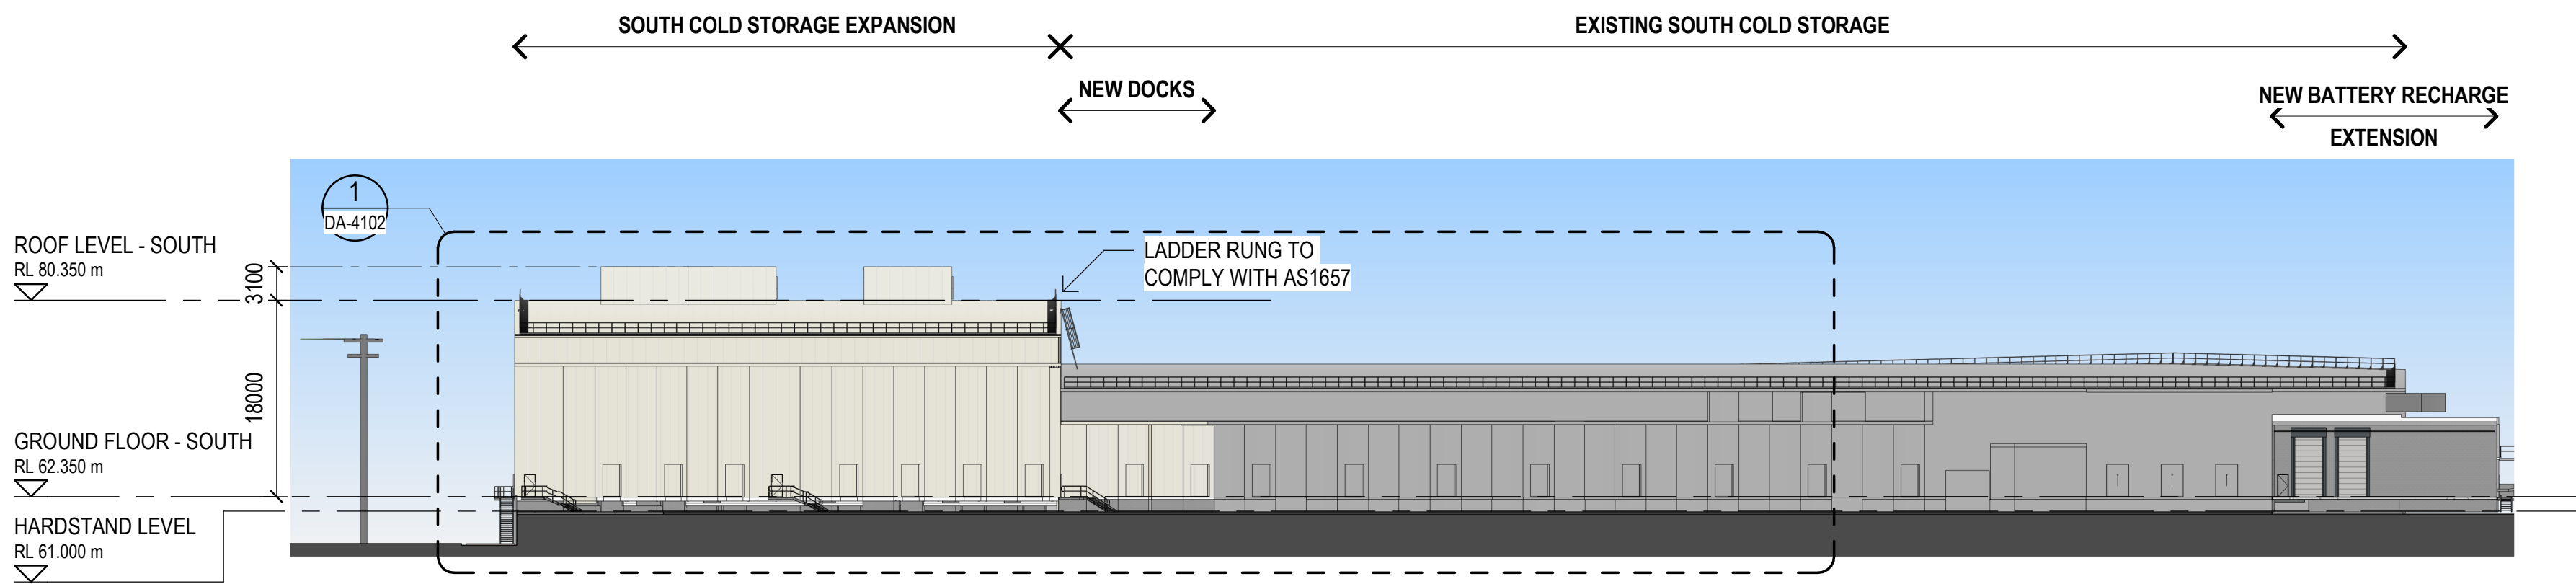 SOUTH COLD STORAGE EXPANSION
EXISTING SOUTH COLD STORAGE
NEW DOCKS
NEW BATTERY RECHARGE
EXTENSION
1
DA-4102
ROOF LEVEL - SOUTH
RL 80.350 m
3100
LADDER RUNG TO
COMPLY WITH AS1657
18000
GROUND FLOOR - SOUTH
RL 62.350 m
HARDSTAND LEVEL
RL 61.000 m